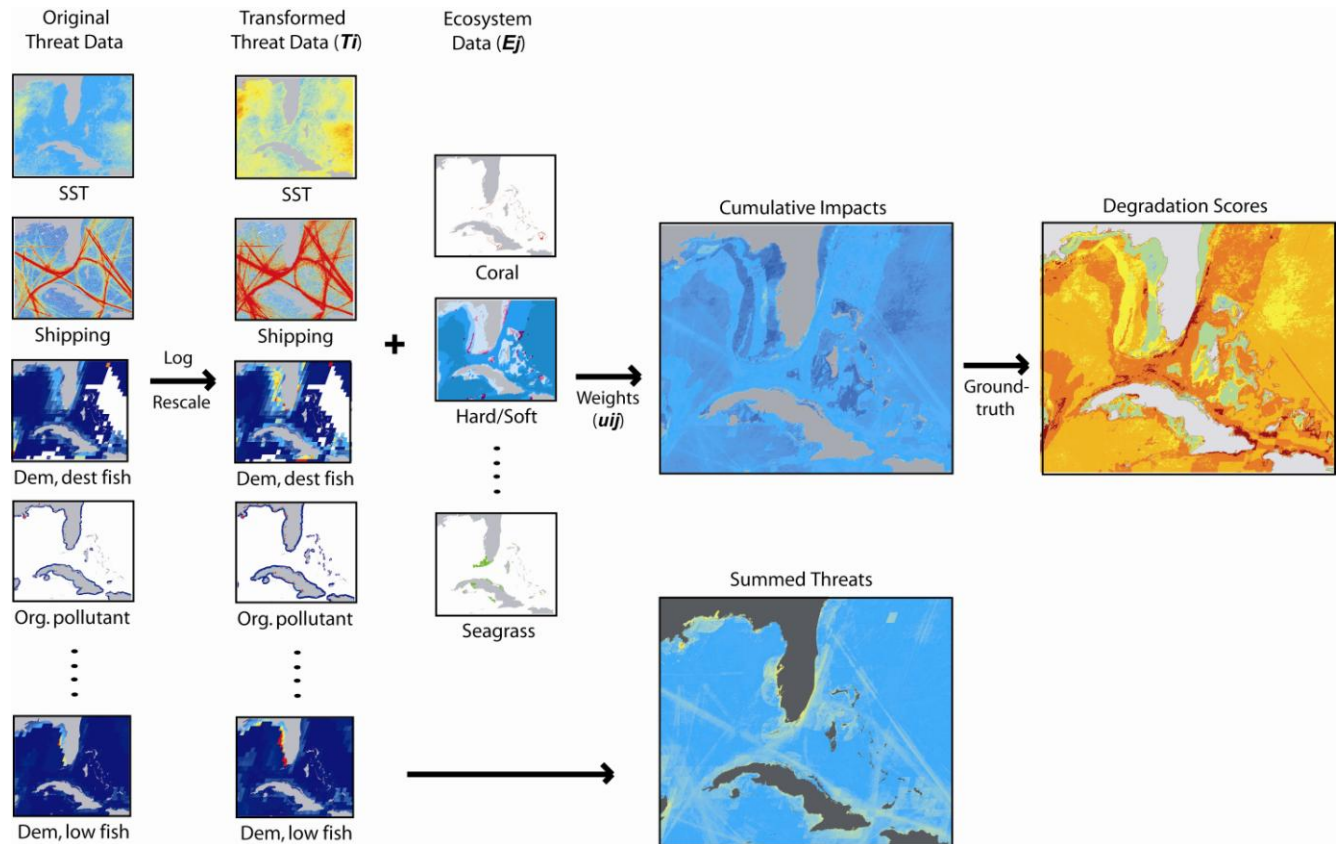 Original
Threat Data
Transformed
Threat Data (Ti)
Ecosystem
Data (Ej)
SST
SST
Coral
Cumulative Impacts
Degradation Scores
Shipping
Shipping
Log
Rescale
+
Hard/Soft
Weights
(uij)
Ground-
truth
Dem, dest fish
Dem, dest fish
Org. pollutant
Org. pollutant
Seagrass
Summed Threats
Dem, low fish
Dem, low fish